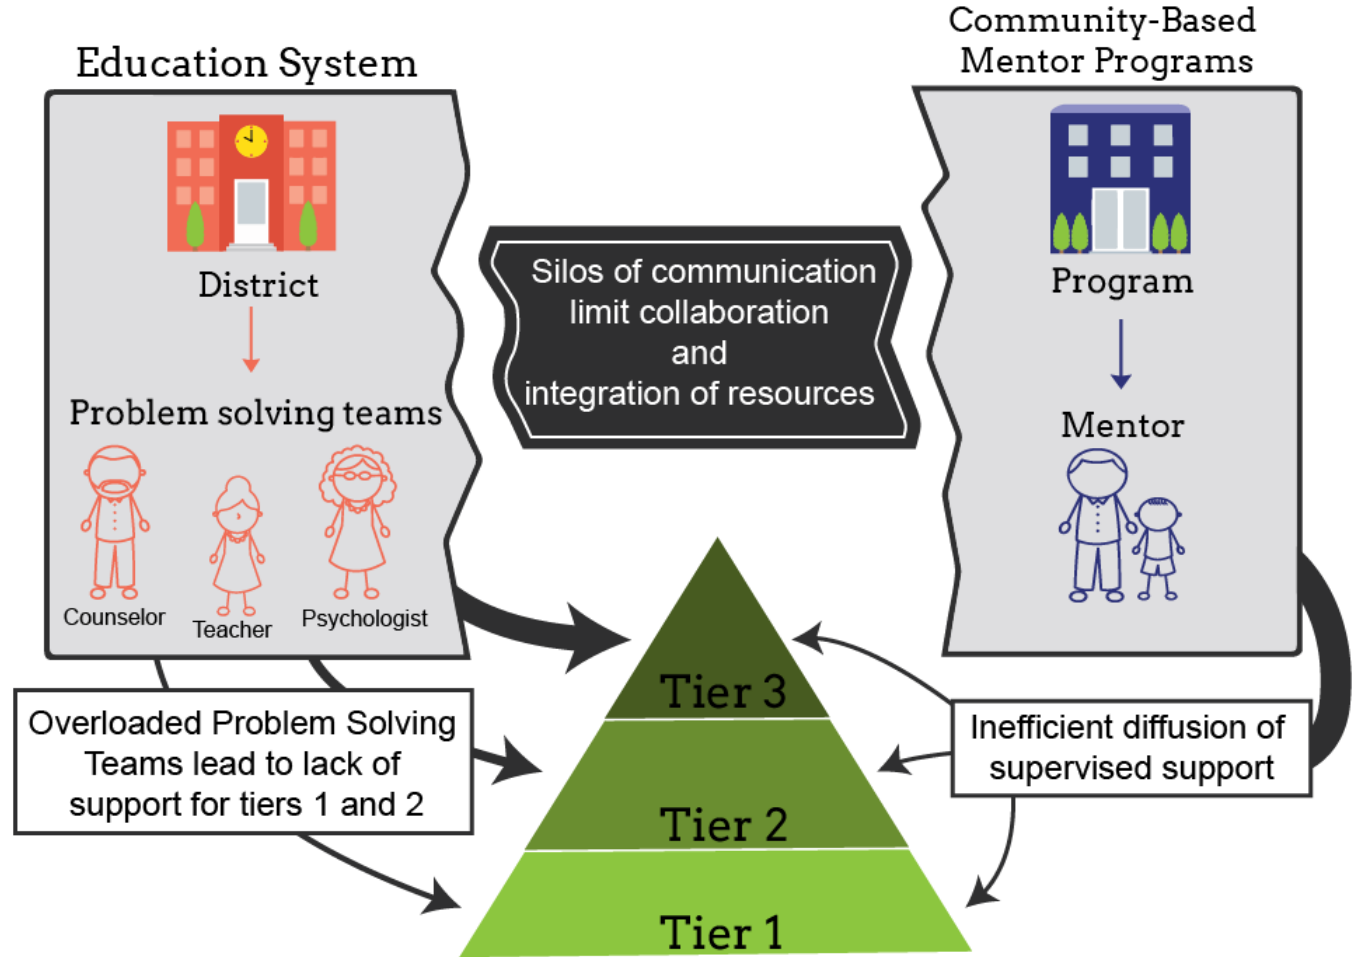 Education System
District
Problem solving teams
Counselor
Teacher
Psychologist
Silos of communication
limit collaboration
and
integration of resources
Community-Based
Mentor Programs
Program
Mentor
Overloaded Problem Solving
Teams lead to lack of
support for tiers 1 and 2
Tier 3
Tier 2
Tier 1
Inefficient diffusion of
supervised support